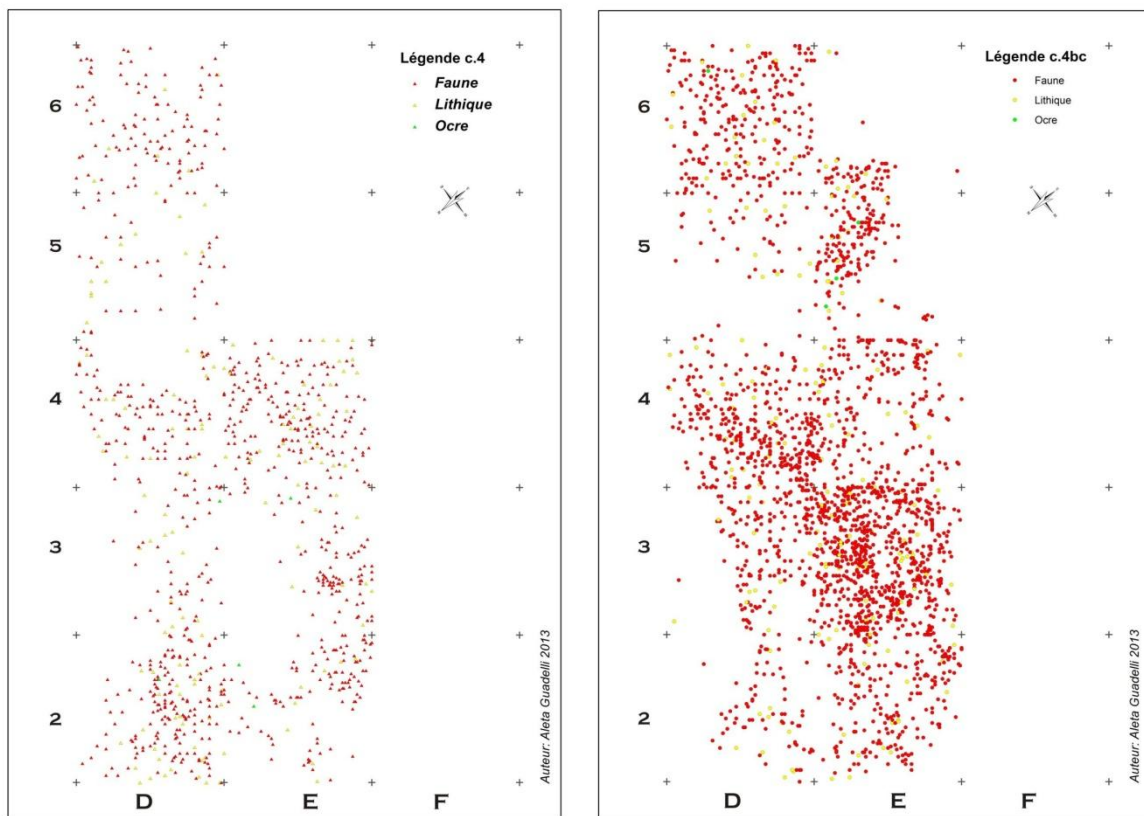 Légende c.4
Faune
Lithique
Ocre
6
5
4
3
2
D E F
Auteur: Aleta Guadelli 2013
Légende c.4bc
Faune
Lithique
Ocre
6
5
4
3
2
D E F
Auteur: Aleta Guadelli 2013